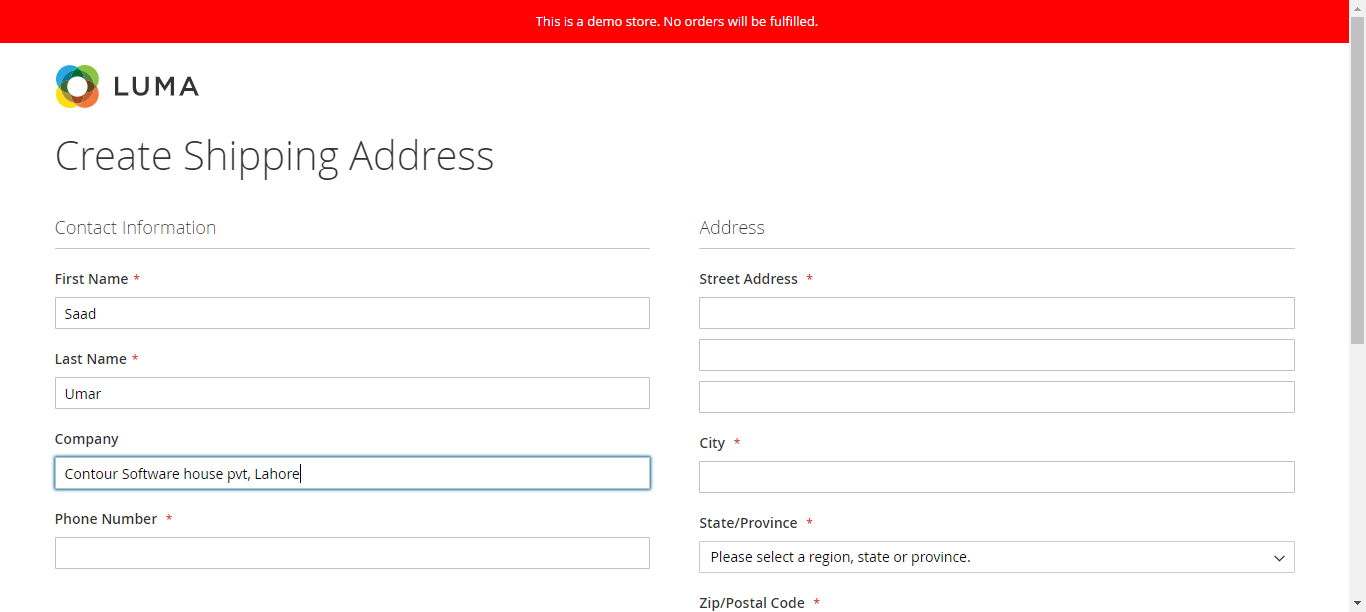 This is a demo store. No orders will be fulfilled.
LUMA
Create Shipping Address
Contact Information
First Name *
Saad
Last Name *
Umar
Company
Contour Software house pvt, Lahore
Phone Number *
Address
Street Address *
City *
State/Province *
Please select a region, state or province.
Zip/Postal Code *